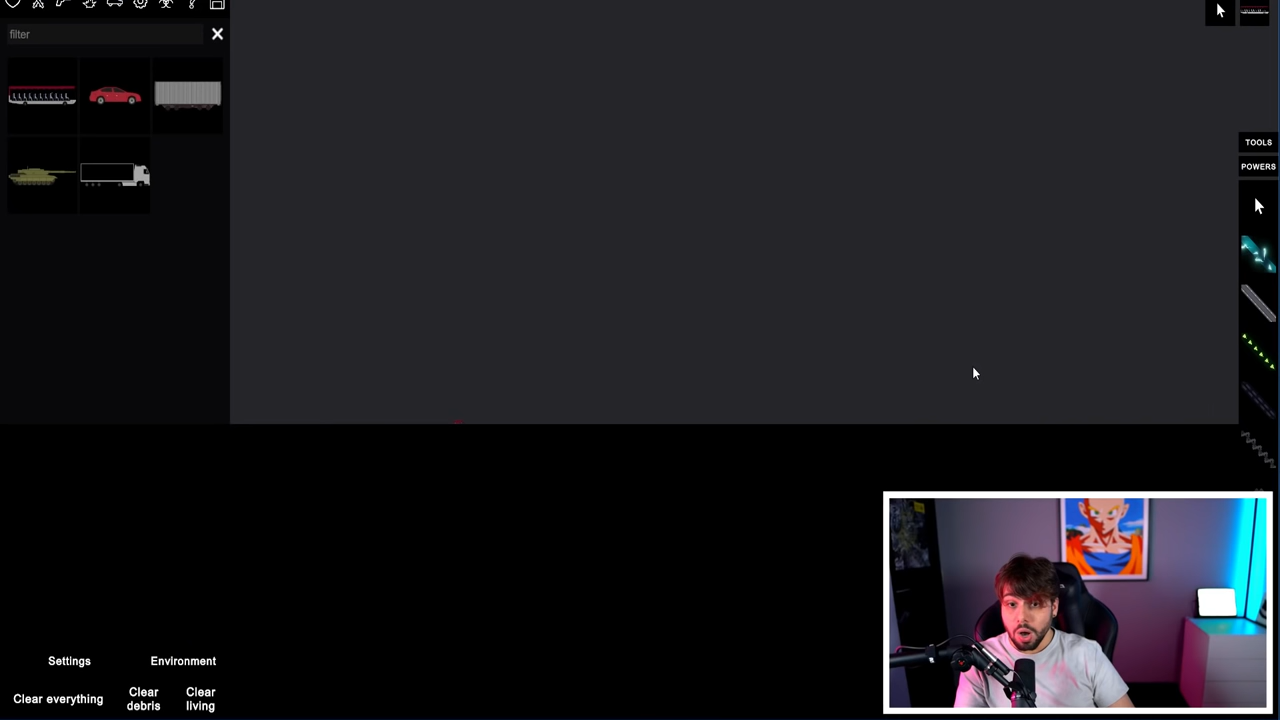 filter
TOOLS
POWERS
Settings
Environment
Clear everything
Clear
debris
Clear
living